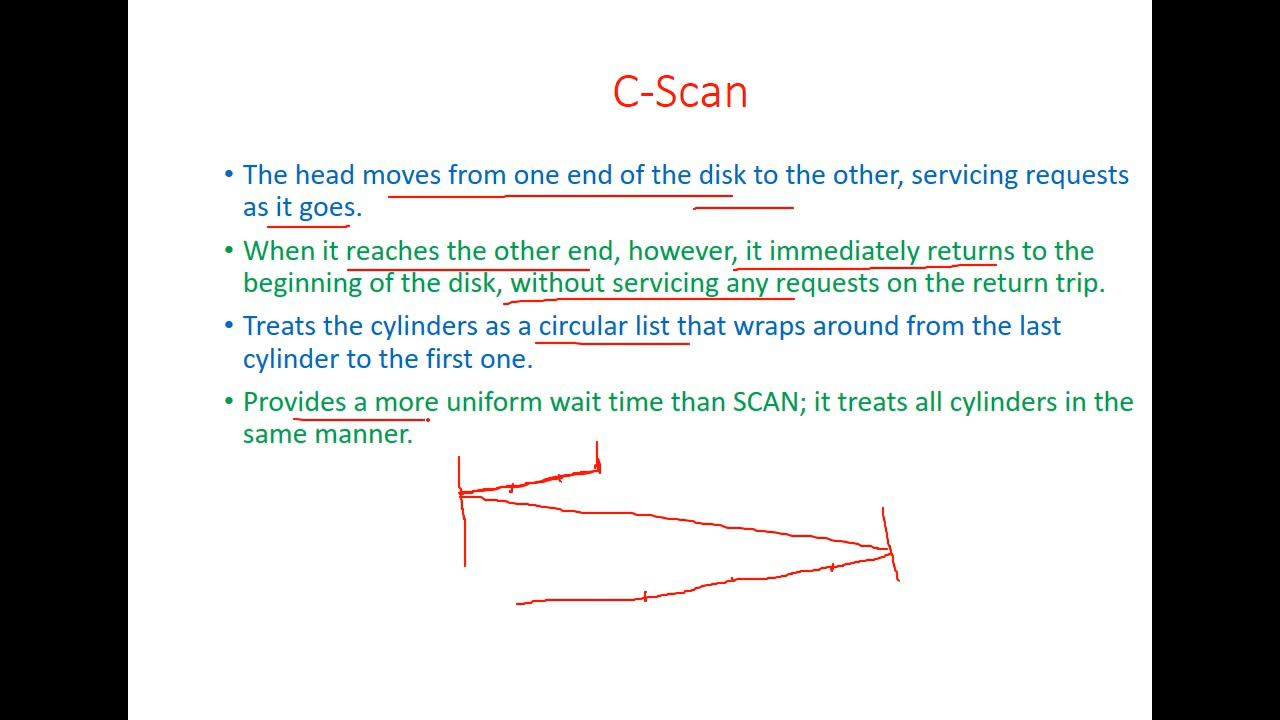 C-Scan
• The head moves from one end of the disk to the other, servicing requests
as it goes.
• When it reaches the other end, however, it immediately returns to the
beginning of the disk, without servicing any requests on the return trip.
• Treats the cylinders as a circular list that wraps around from the last
cylinder to the first one.
• Provides a more uniform wait time than SCAN; it treats all cylinders in the
same manner.